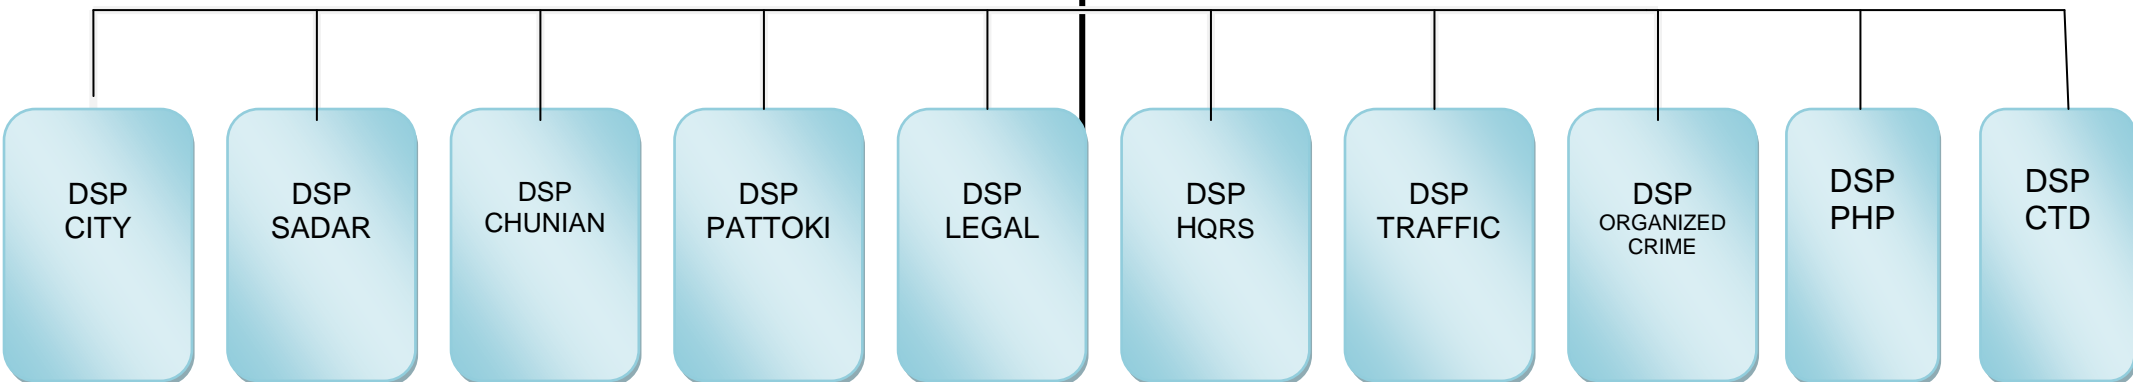 DSP
CITY
DSP
SADAR
DSP
CHUNIAN
DSP
PATTOKI
DSP
LEGAL
DSP
HQRS
DSP
TRAFFIC
DSP
ORGANIZED
CRIME
DSP
PHP
DSP
CTD